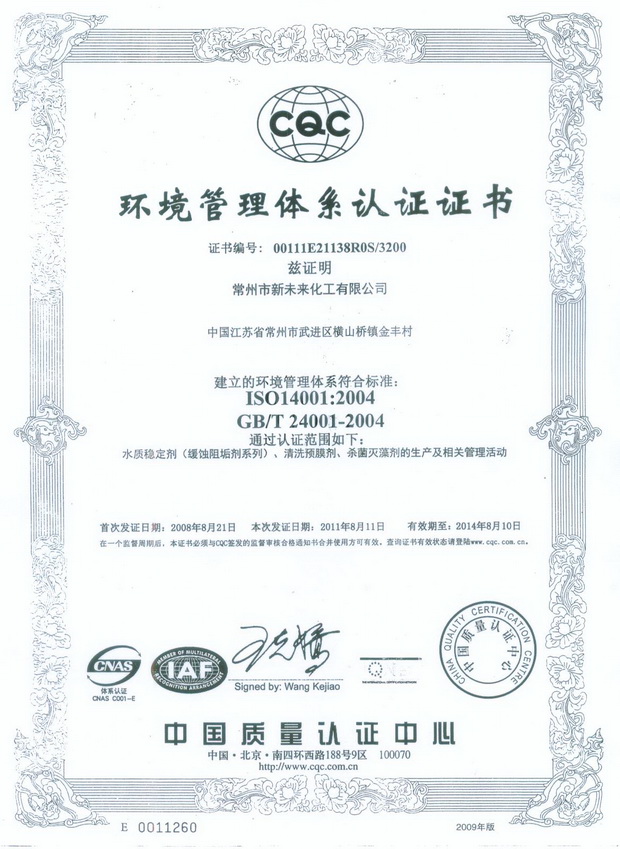 CQC
环境管理体系认证证书
证书编号： 00111E21138R0S/3200
兹证明
常州市新未来化工有限公司
中国江苏省常州市武进区横山桥镇金丰村
建立的环境管理体系符合标准：
ISO14001:2004
GB/T 24001-2004
通过认证范围如下：
水质稳定剂（缓蚀阻垢剂系列）、清洗预膜剂、杀菌灭藻剂的生产及相关管理活动
首次发证日期：2008年8月21日 本次发证日期：2011年8月11日 有效期至：2014年8月10日
在一个监督周期后，本证书必须与CQC签发的监督审核合格通知书合并使用方可有效。查询证书有效状态请登陆www.cqc.com.cn。
CNAS
体系认证
CNAS C001-E
MEMBER OF MULTILATERAL
IAF
RECOGNITION ARRANGEMENT
王克娇
Signed by: Wang Kejiao
CHINA QUALITY CERTIFICATION CENTRE
中国质量认证中心
中国质量认证中心
中国·北京·南四环西路188号9区 100070
http://www.cqc.com.cn
E 0011260
2009年版